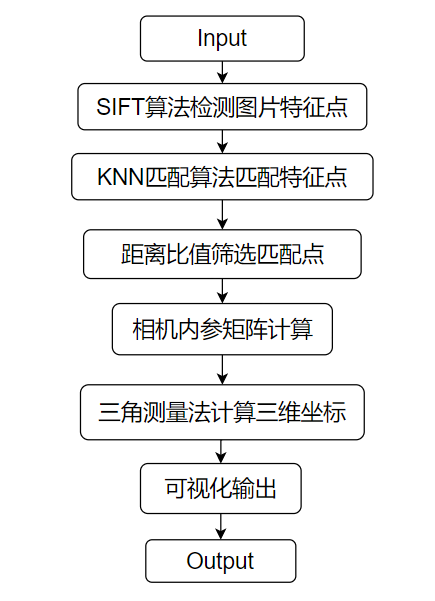 Input
SIFT算法检测图片特征点
KNN匹配算法匹配特征点
距离比值筛选匹配点
相机内参矩阵计算
三角测量法计算三维坐标
可视化输出
Output